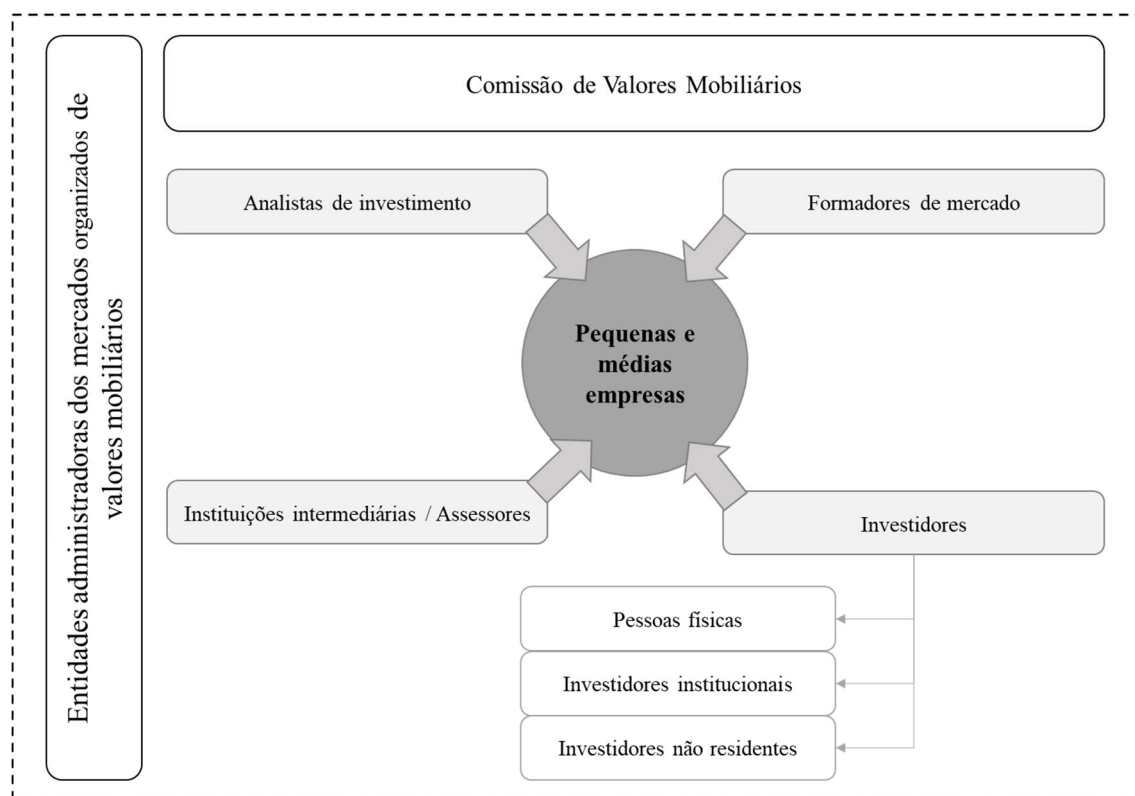 Entidades administradoras dos mercados organizados de
valores mobiliários
Comissão de Valores Mobiliários
Analistas de investimento
Formadores de mercado
Pequenas e
médias
empresas
Instituições intermediárias / Assessores
Investidores
Pessoas físicas
Investidores institucionais
Investidores não residentes